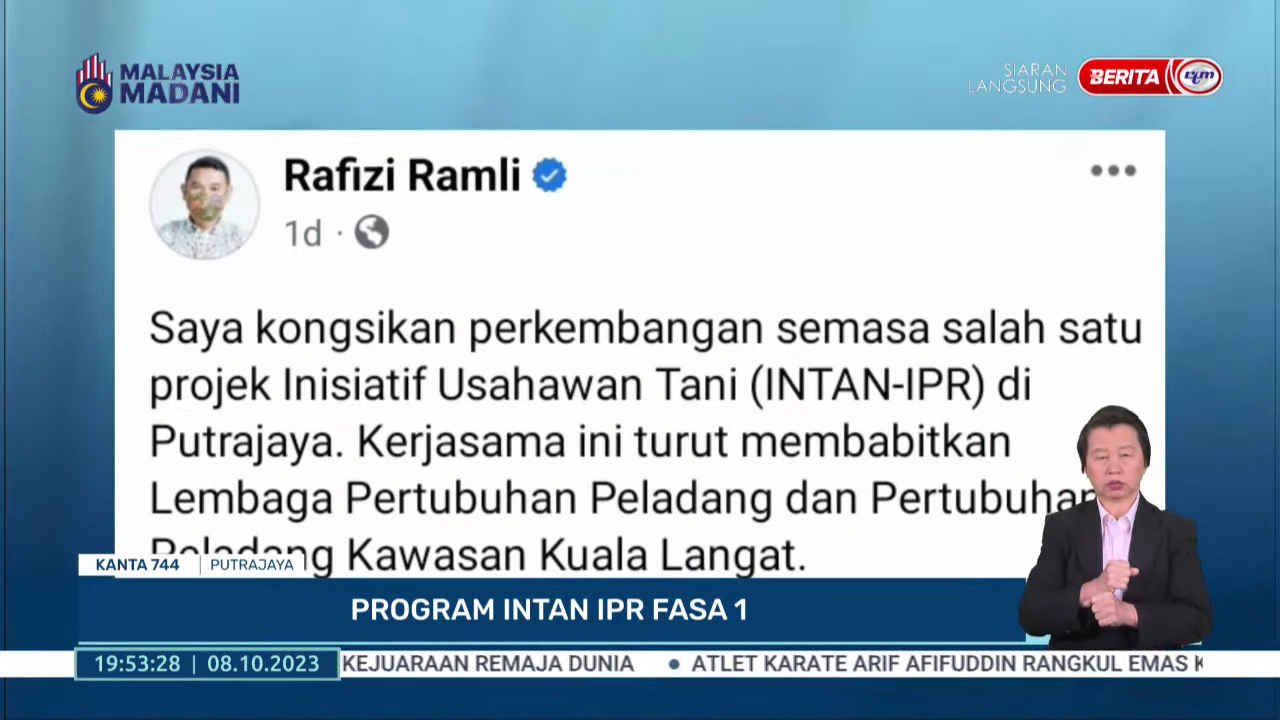 MALAYSIA
MADANI
SIARAN
LANGSUNG
BERITA rtm
Rafizi Ramli
1d ·
Saya kongsikan perkembangan semasa salah satu
projek Inisiatif Usahawan Tani (INTAN-IPR) di
Putrajaya. Kerjasama ini turut membabitkan
Lembaga Pertubuhan Peladang dan Pertubuhan
Peladang Kawasan Kuala Langat.
KANTA 744 | PUTRAJAYA
PROGRAM INTAN IPR FASA 1
19:53:28 | 08.10.2023 KEJUARAAN REMAJA DUNIA • ATLET KARATE ARIF AFIFUDDIN RANGKUL EMAS